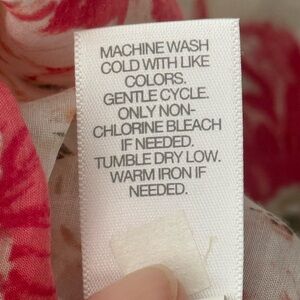 MACHINE WASH
COLD WITH LIKE
COLORS.
GENTLE CYCLE.
ONLY NON-
CHLORINE BLEACH
IF NEEDED.
TUMBLE DRY LOW.
WARM IRON IF
NEEDED.